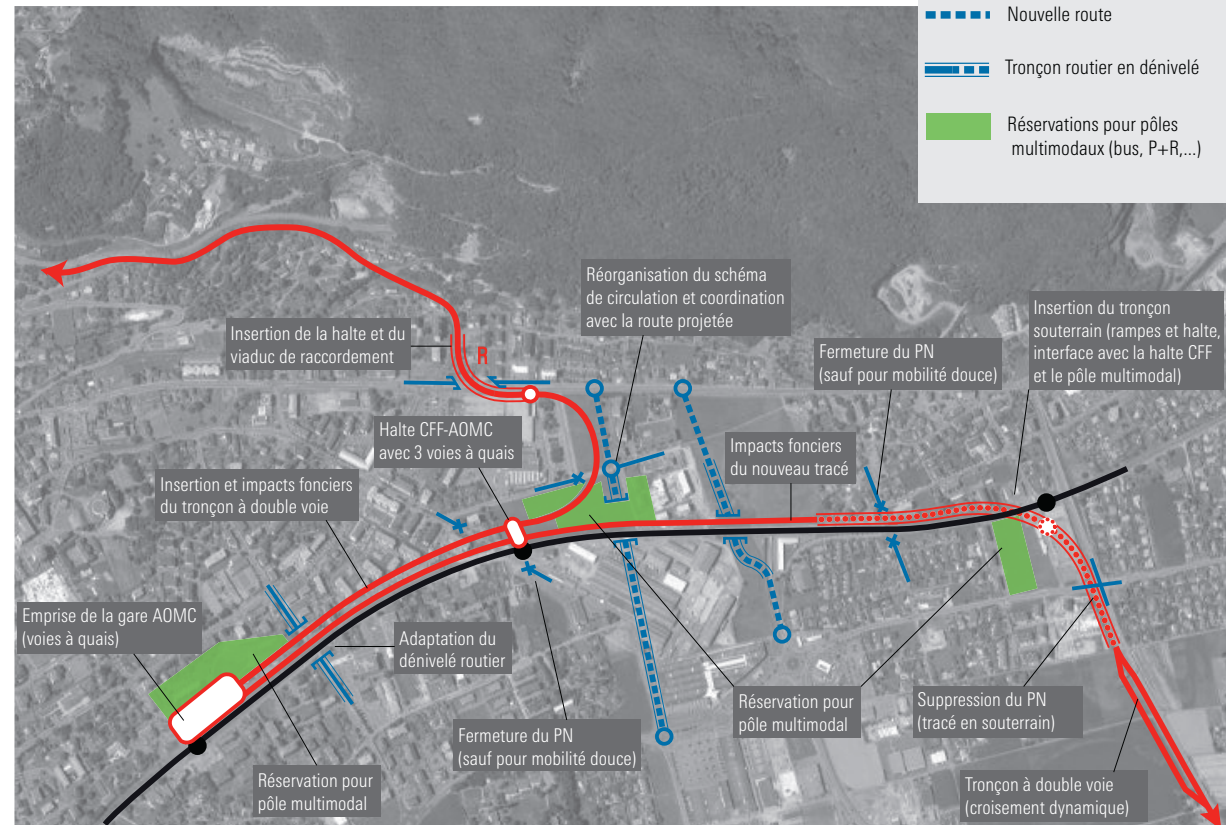 Nouvelle route
Tronçon routier en dénivelé
Réservations pour pôles
multimodaux (bus, P+R,...)
Réorganisation du schéma
de circulation et coordination
avec la route projetée
Insertion du tronçon
souterrain (rampes et halte,
interface avec la halte CFF
et le pôle multimodal)
Insertion de la halte et du
viaduc de raccordement
R
Fermeture du PN
(sauf pour mobilité douce)
Halte CFF-AOMC
avec 3 voies à quais
Impacts fonciers
du nouveau tracé
Insertion et impacts fonciers
du tronçon à double voie
Emprise de la gare AOMC
(voies à quais)
Adaptation du
dénivelé routier
Réservation pour
pôle multimodal
Suppression du PN
(tracé en souterrain)
Fermeture du PN
(sauf pour mobilité douce)
Réservation pour
pôle multimodal
Tronçon à double voie
(croisement dynamique)